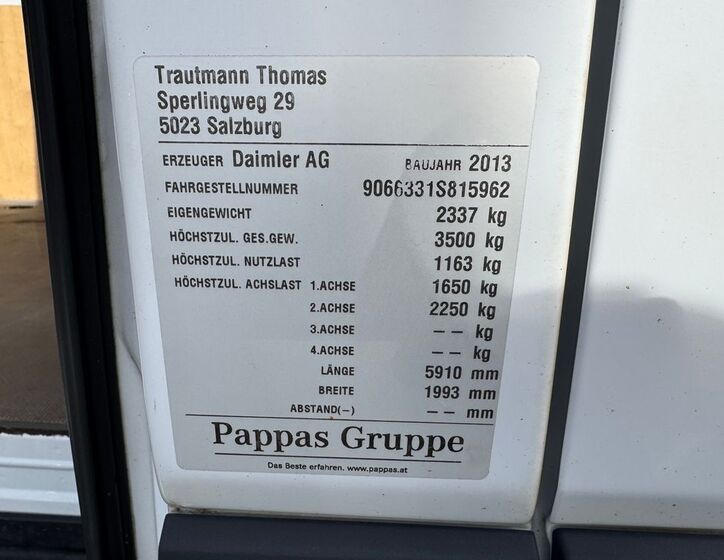 Trautmann Thomas
Sperlingweg 29
5023 Salzburg
ERZEUGER Daimler AG BAUJAHR 2013
FAHRGESTELLNUMMER 9066331S815962
EIGENGEWICHT 2337 kg
HÖCHSTZUL. GES.GEW. 3500 kg
HÖCHSTZUL. NUTZLAST 1163 kg
HÖCHSTZUL. ACHSLAST 1.ACHSE 1650 kg
2.ACHSE 2250 kg
3.ACHSE -- kg
4.ACHSE -- kg
LÄNGE 5910 mm
BREITE 1993 mm
ABSTAND(-) -- mm
Pappas Gruppe
Das Beste erfahren. www.pappas.at